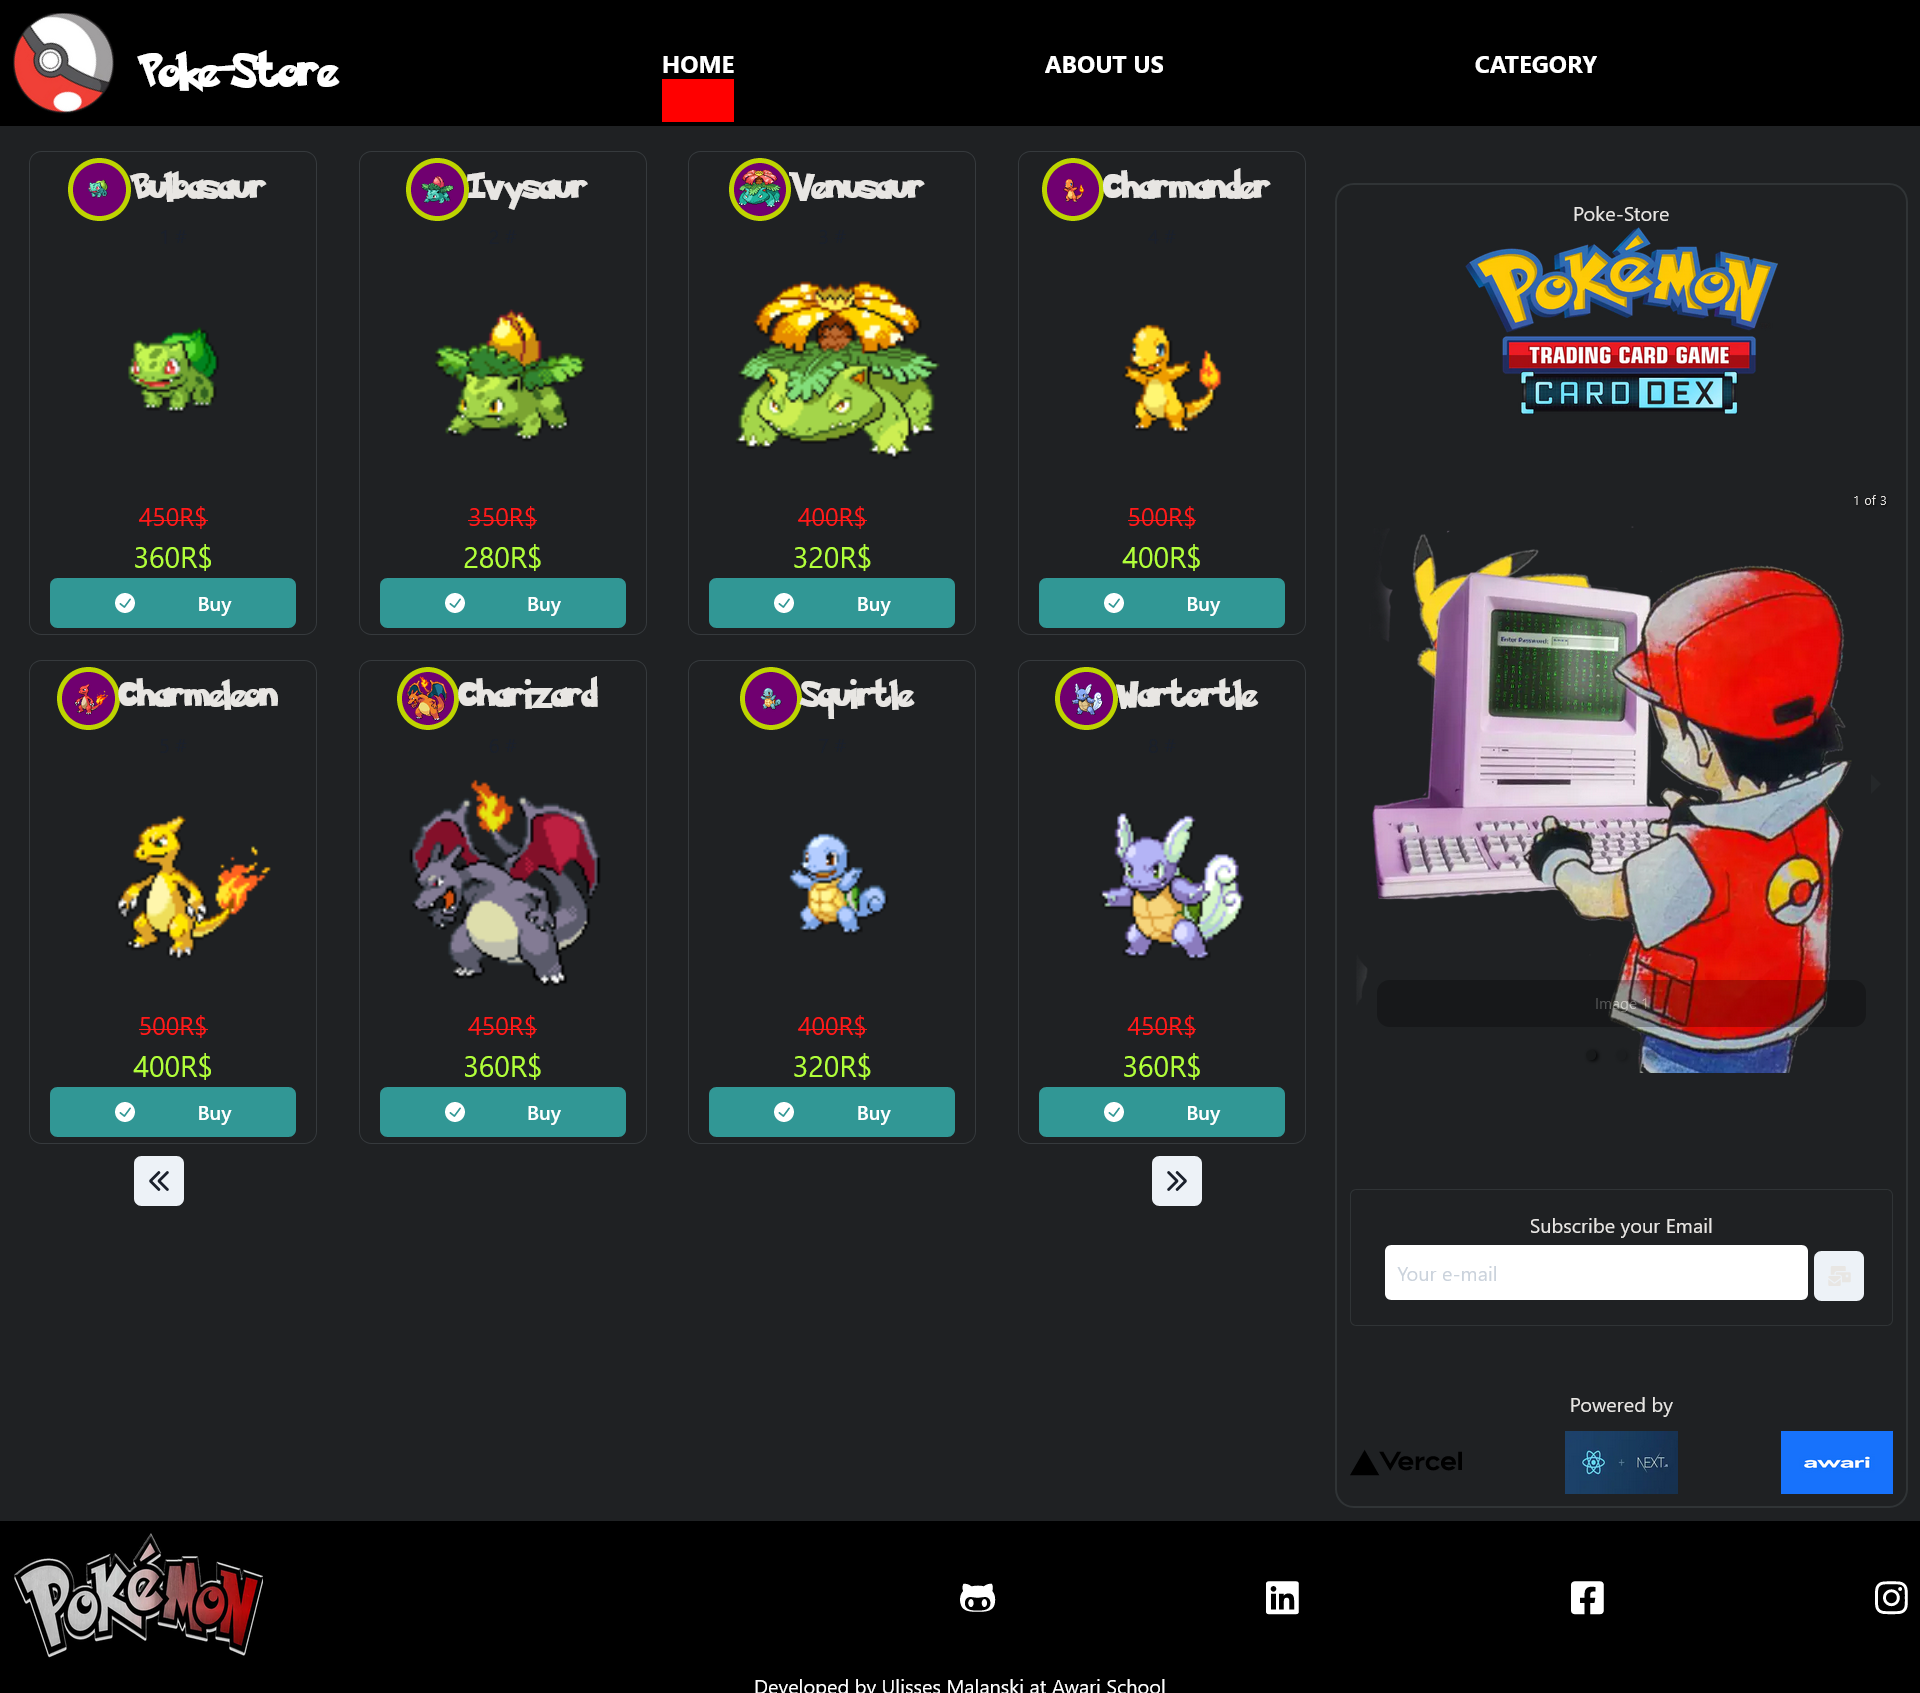 Poke-Store
HOME
ABOUT US
CATEGORY
Bulbasaur
450R$
360R$
Buy
Ivysaur
350R$
280R$
Buy
Venusaur
400R$
320R$
Buy
Charmander
500R$
400R$
Buy
Charmeleon
500R$
400R$
Buy
Charizard
450R$
360R$
Buy
Squirtle
400R$
320R$
Buy
Wartortle
450R$
360R$
Buy
Poke-Store
POKéMON
TRADING CARD GAME
CARD DEX
1 of 3
Enter Password:
Image 1
Subscribe your Email
Your e-mail
Powered by
Vercel
+ NEXT.JS
awari
POKéMON
Developed by Ulisses Malanski at Awari School